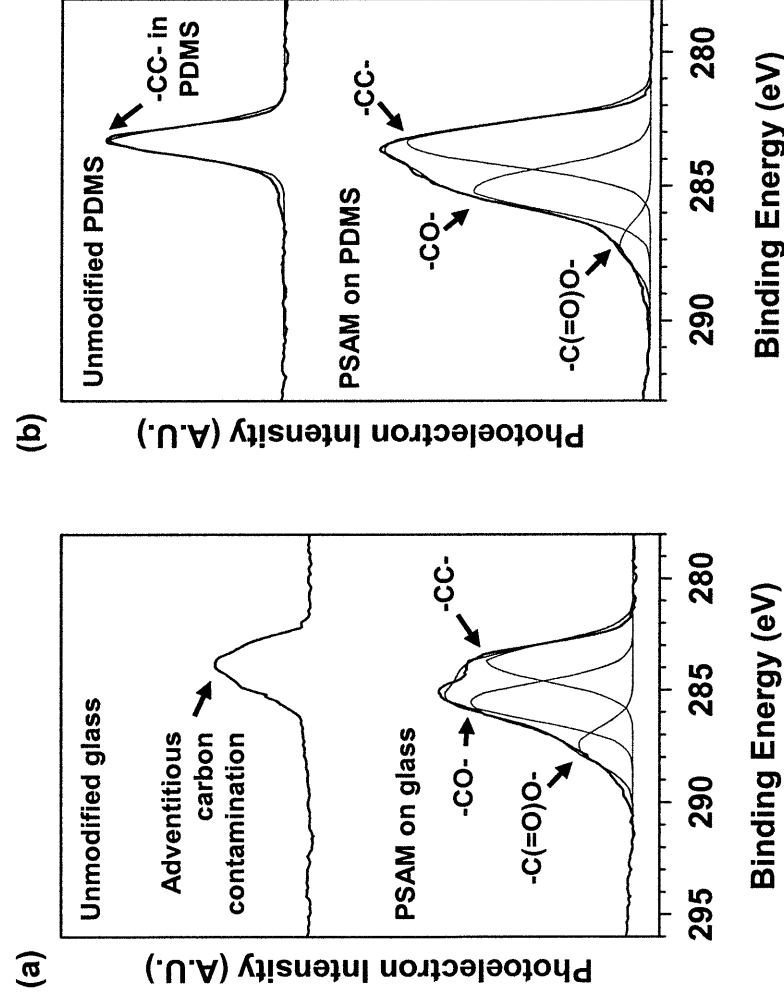 (a)
Photoelectron Intensity (A.U.)
Unmodified glass
Adventitious
carbon
contamination
PSAM on glass
-CO-
-CC-
-C(=O)O-
295 290 285 280
Binding Energy (eV)
(b)
Photoelectron Intensity (A.U.)
Unmodified PDMS
-CC- in
PDMS
PSAM on PDMS
-CO-
-CC-
-C(=O)O-
290 285 280
Binding Energy (eV)